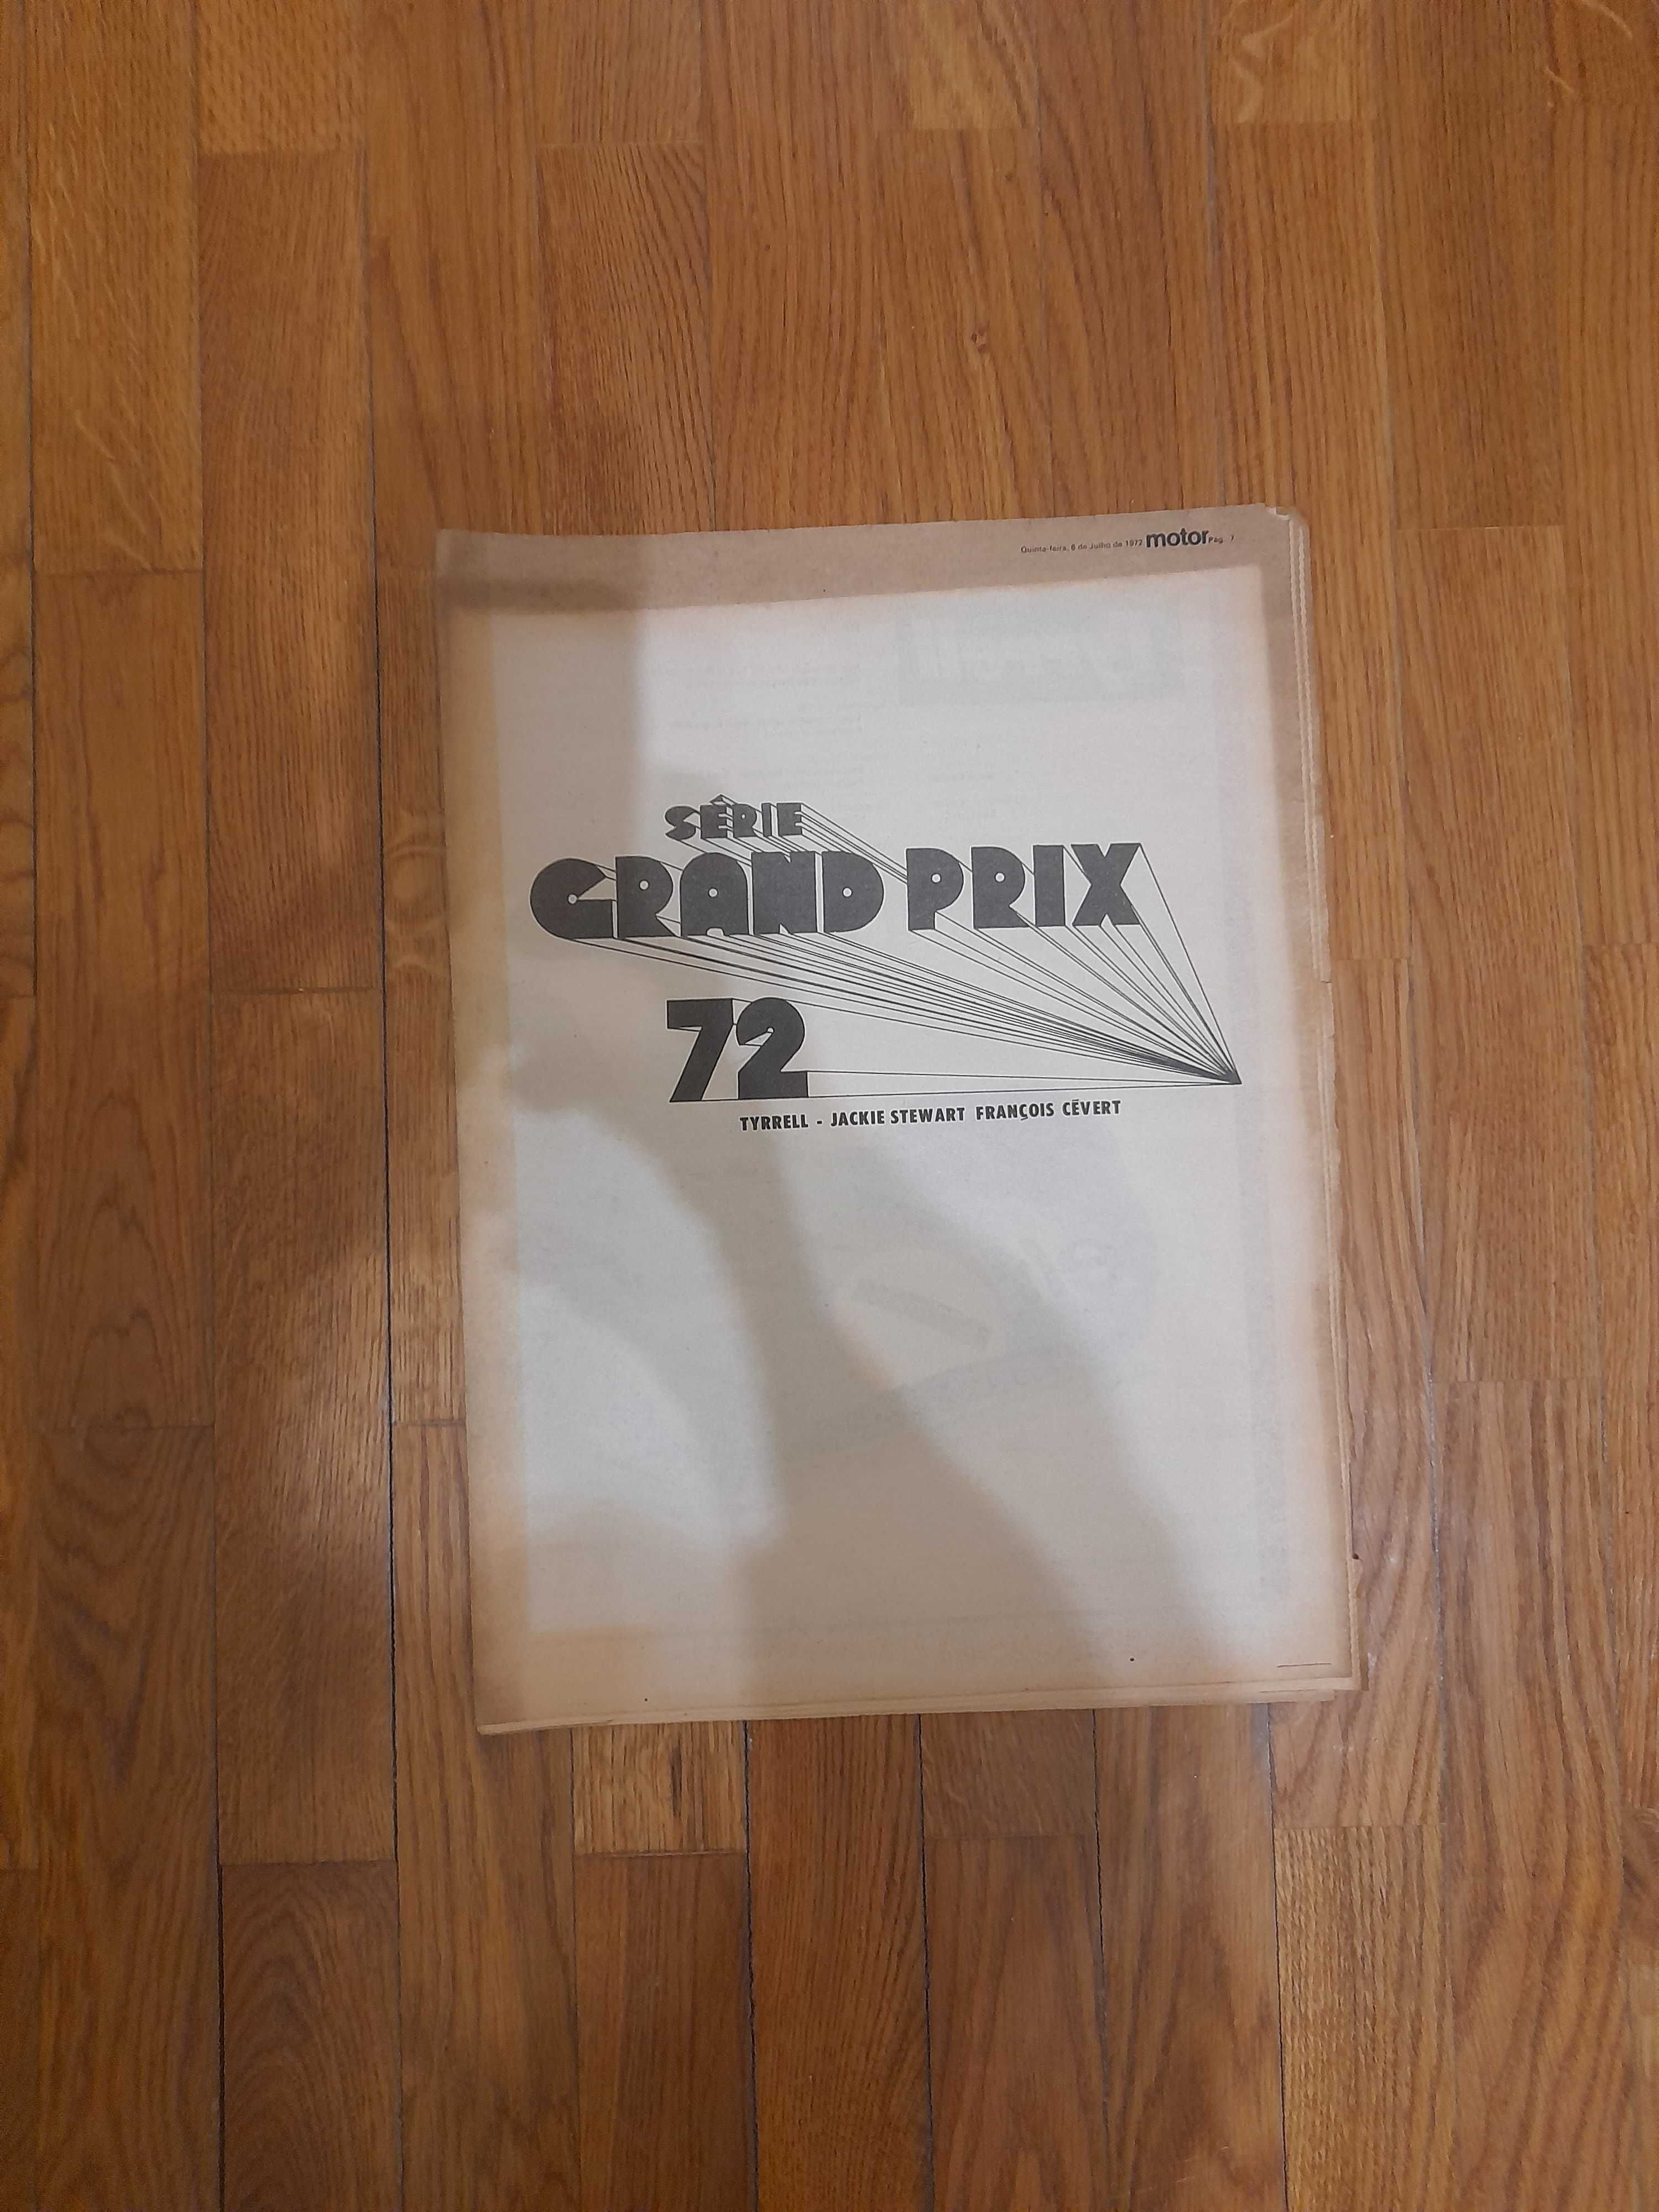 Quinta-feira, 6 de Julho de 1972 motor Pág. 7
SÉRIE
GRAND PRIX
72
TYRRELL - JACKIE STEWART FRANÇOIS CÉVERT